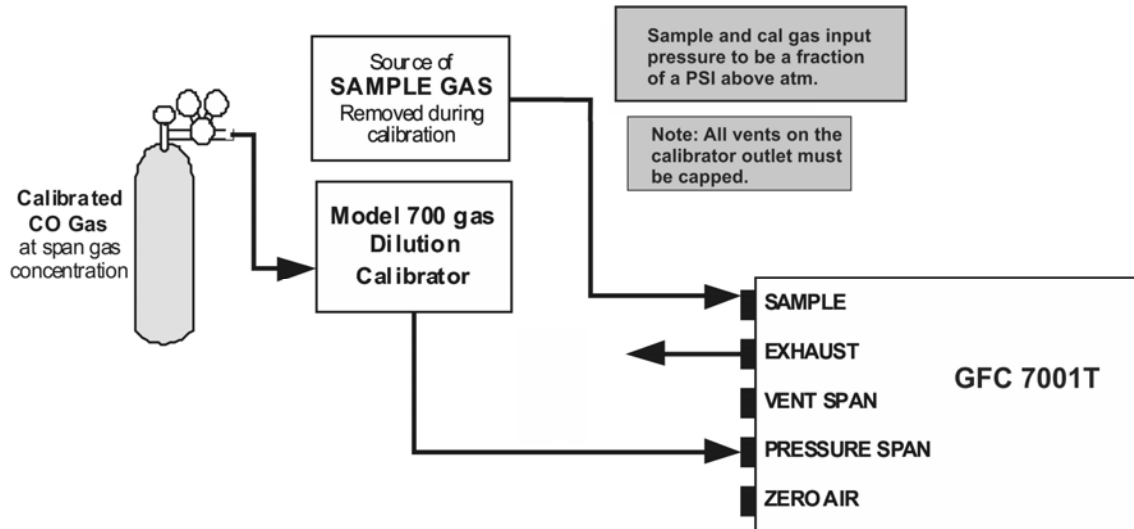 Source of
SAMPLE GAS
Removed during
calibration
Sample and cal gas input
pressure to be a fraction
of a PSI above atm.
Note: All vents on the
calibrator outlet must
be capped.
Calibrated
CO Gas
at span gas
concentration
Model 700 gas
Dilution
Calibrator
SAMPLE
EXHAUST
VENT SPAN
PRESSURE SPAN
ZERO AIR
GFC 7001T